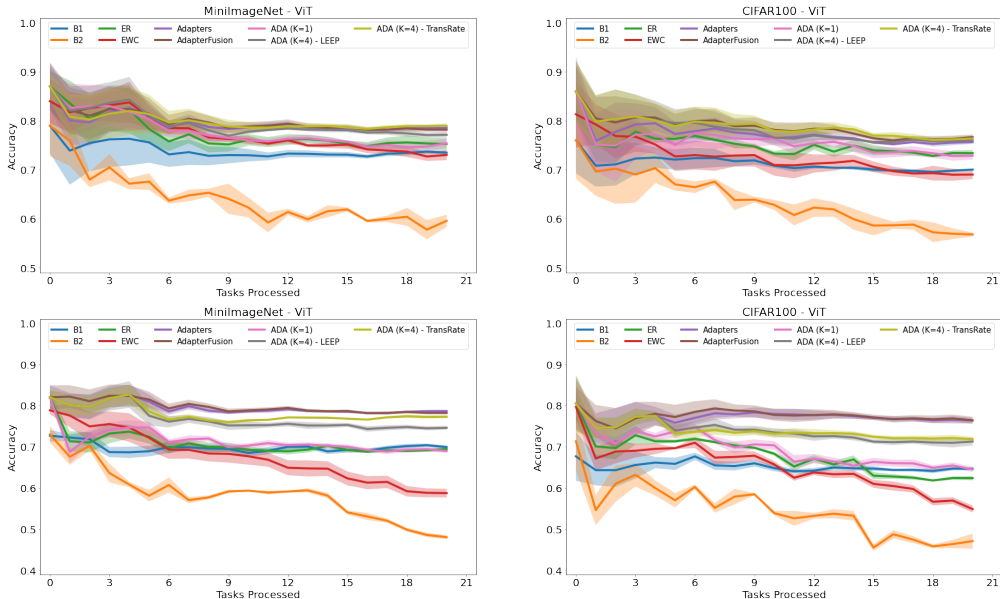 MiniImageNet - ViT
B1 ER Adapters ADA (K=1) ADA (K=4) - TransRate
B2 EWC AdapterFusion ADA (K=4) - LEEP
1.0
0.9
0.8
0.7
0.6
0.5
Accuracy
0 3 6 9 12 15 18 21
Tasks Processed
CIFAR100 - ViT
B1 ER Adapters ADA (K=1) ADA (K=4) - TransRate
B2 EWC AdapterFusion ADA (K=4) - LEEP
1.0
0.9
0.8
0.7
0.6
0.5
Accuracy
0 3 6 9 12 15 18 21
Tasks Processed
MiniImageNet - ViT
B1 ER Adapters ADA (K=1) ADA (K=4) - TransRate
B2 EWC AdapterFusion ADA (K=4) - LEEP
1.0
0.9
0.8
0.7
0.6
0.5
0.4
Accuracy
0 3 6 9 12 15 18 21
Tasks Processed
CIFAR100 - ViT
B1 ER Adapters ADA (K=1) ADA (K=4) - TransRate
B2 EWC AdapterFusion ADA (K=4) - LEEP
1.0
0.9
0.8
0.7
0.6
0.5
0.4
Accuracy
0 3 6 9 12 15 18 21
Tasks Processed